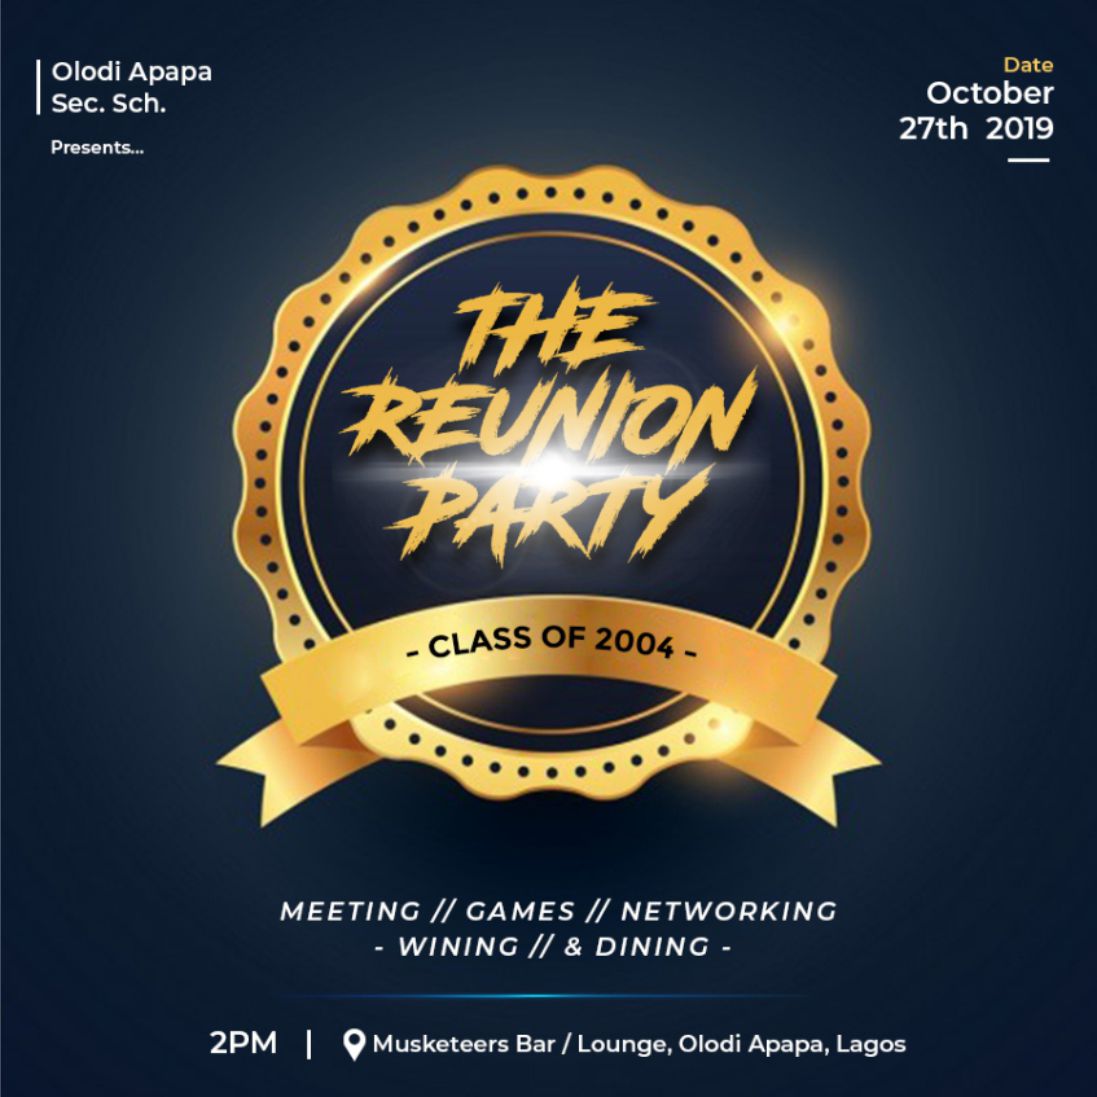 Olodi Apapa
Sec. Sch.
Presents...
Date
October
27th 2019
THE
REUNION
PARTY
- CLASS OF 2004 -
MEETING // GAMES // NETWORKING
- WINING // & DINING -
2PM | Musketeers Bar / Lounge, Olodi Apapa, Lagos